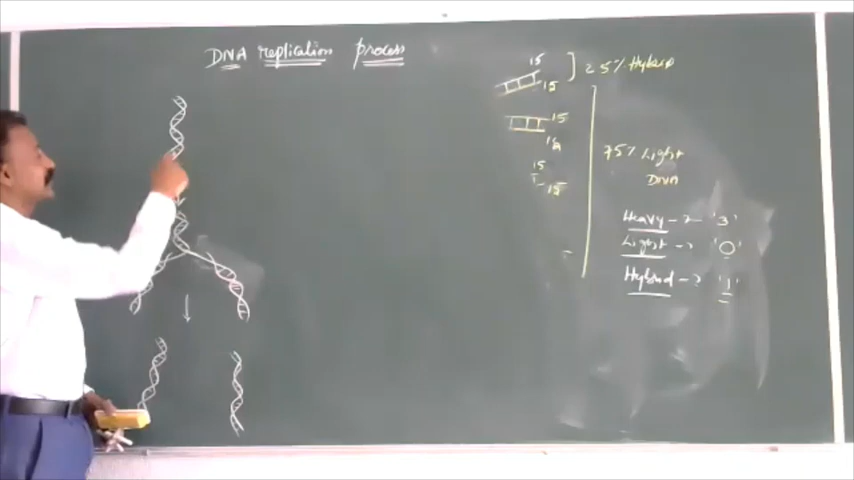 DNA replication process
15
15
25% Hybrid
15
14
15
15
75% Light
DNA
Heavy -> '3'
Light -> '0'
Hybrid -> '1'